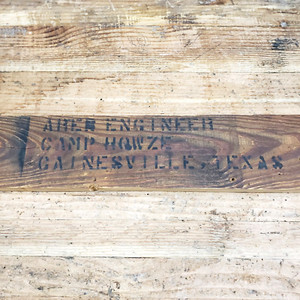 AREA ENGINEER
CAMP HOWZE
GAINESVILLE, TEXAS